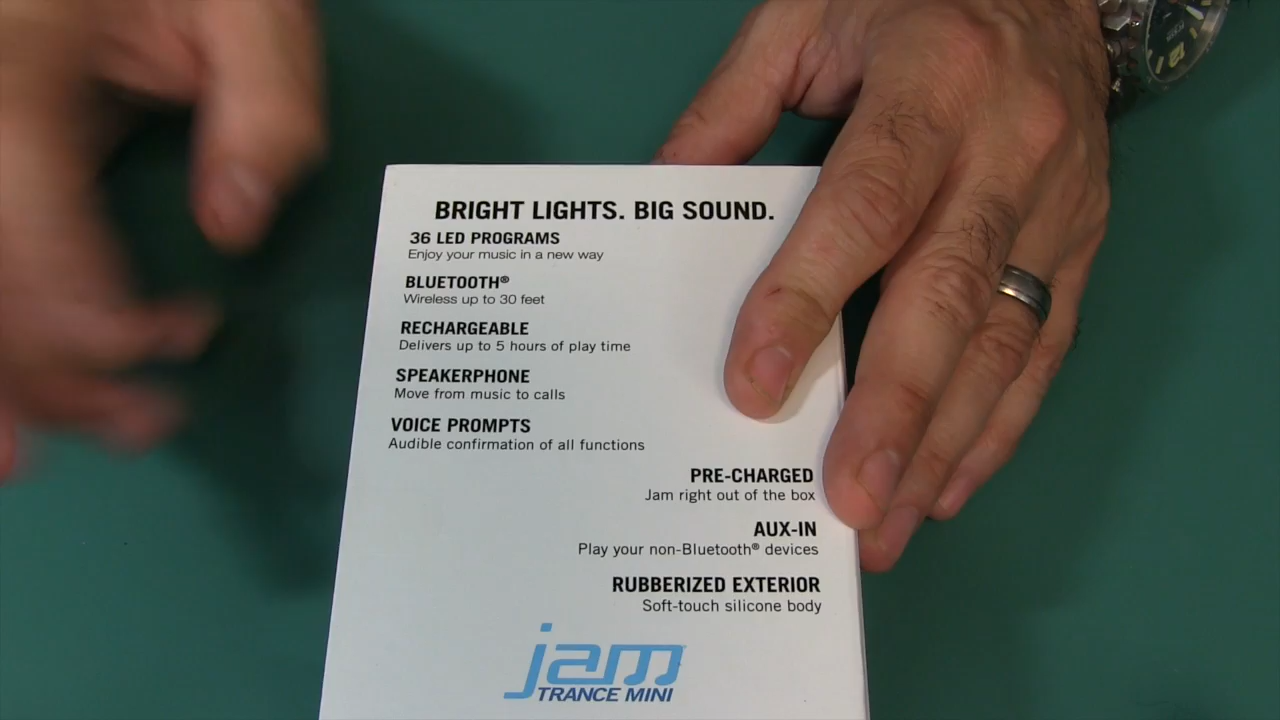 BRIGHT LIGHTS. BIG SOUND.
36 LED PROGRAMS
Enjoy your music in a new way
BLUETOOTH®
Wireless up to 30 feet
RECHARGEABLE
Delivers up to 5 hours of play time
SPEAKERPHONE
Move from music to calls
VOICE PROMPTS
Audible confirmation of all functions
PRE-CHARGED
Jam right out of the box
AUX-IN
Play your non-Bluetooth® devices
RUBBERIZED EXTERIOR
Soft-touch silicone body
jam
TRANCE MINI